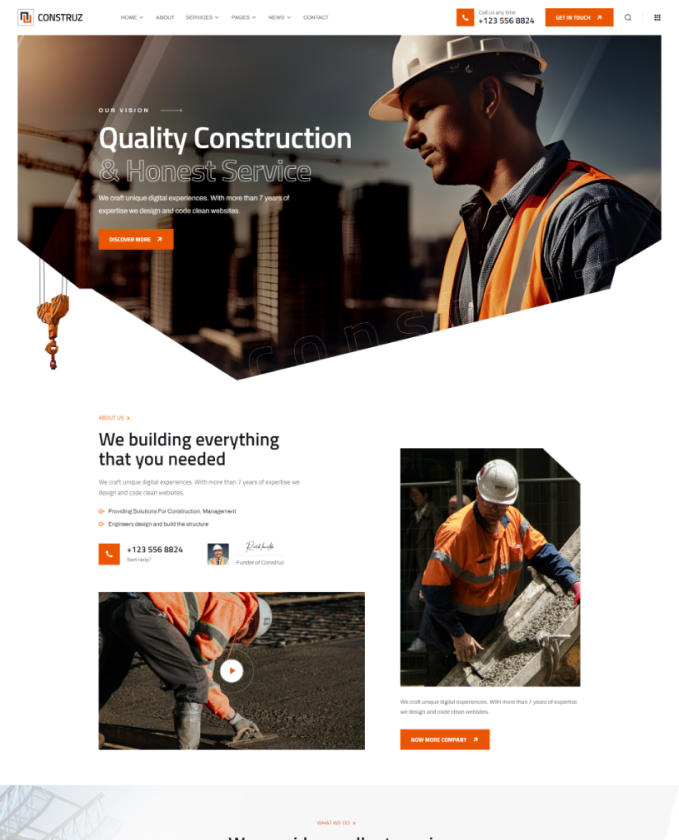 CONSTRUZ
HOME ABOUT SERVICES PAGES NEWS CONTACT
Call us any time
+123 556 8824
GET IN TOUCH
OUR VISION
Quality Construction
& Honest Service
We craft unique digital experiences. With more than 7 years of
expertise we design and code clean websites.
DISCOVER MORE
cons
ABOUT US
We building everything
that you needed
We craft unique digital experiences. With more than 7 years of expertise we
design and code clean websites.
Providing Solutions For Construction, Management
Engineers design and build the structure
+123 556 8824
Need Help?
Funder of Construz
We craft unique digital experiences. With more than 7 years of expertise
we design and code clean websites.
NOW MORE COMPANY
WHAT WE DO